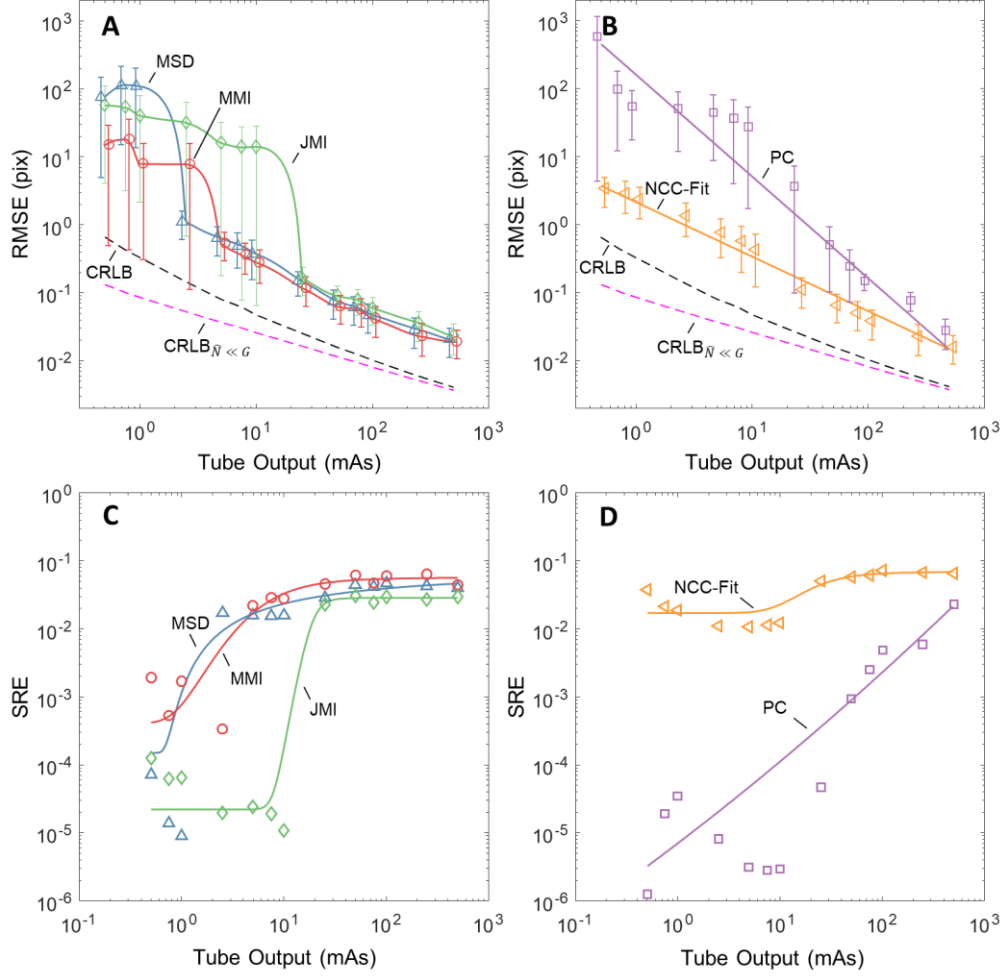 A
10^3
10^2
10^1
10^0
10^-1
10^-2
RMSE (pix)
MSD
MMI
JMI
CRLB
CRLB_{N̂ ≪ G}
10^0
10^1
10^2
10^3
Tube Output (mAs)
B
10^3
10^2
10^1
10^0
10^-1
10^-2
RMSE (pix)
PC
NCC-Fit
CRLB
CRLB_{N̂ ≪ G}
10^0
10^1
10^2
10^3
Tube Output (mAs)
C
10^0
10^-1
10^-2
10^-3
10^-4
10^-5
10^-6
SRE
MSD
MMI
JMI
10^-1
10^0
10^1
10^2
10^3
Tube Output (mAs)
D
10^0
10^-1
10^-2
10^-3
10^-4
10^-5
10^-6
SRE
NCC-Fit
PC
10^-1
10^0
10^1
10^2
10^3
Tube Output (mAs)